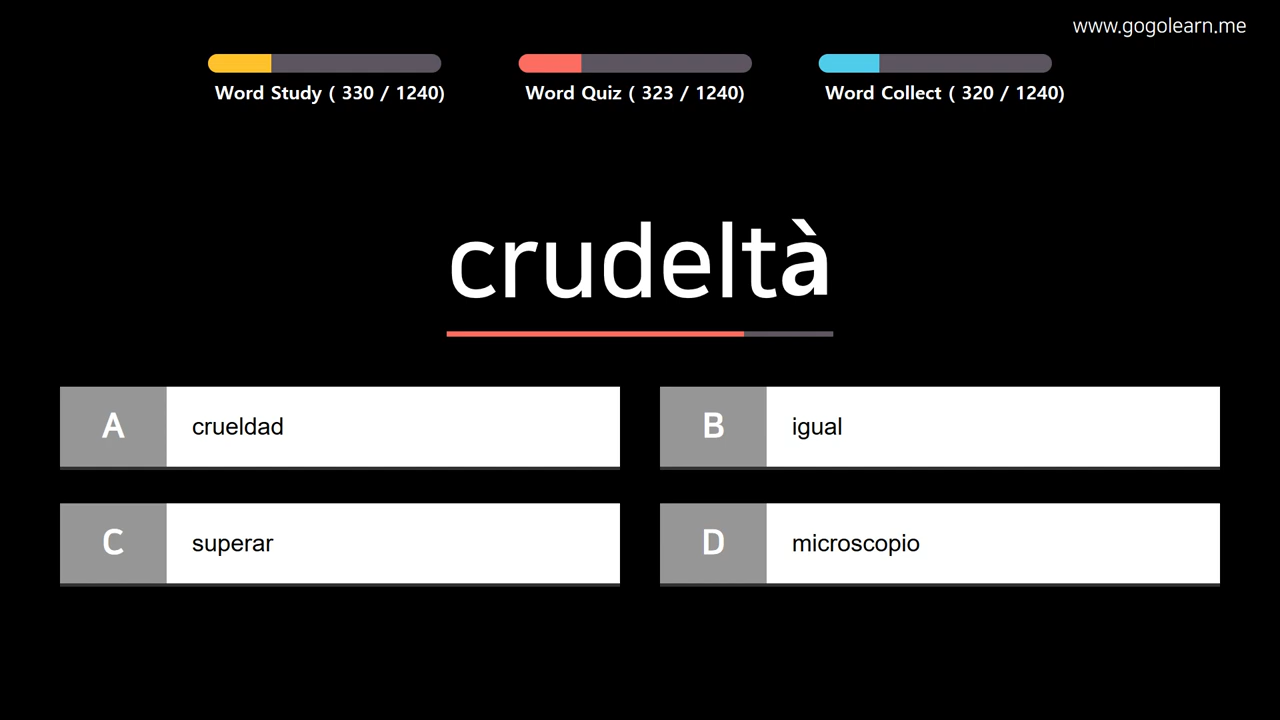 www.gogolearn.me
Word Study ( 330 / 1240)
Word Quiz ( 323 / 1240)
Word Collect ( 320 / 1240)
crudeltà
A crueldad
B igual
C superar
D microscopio